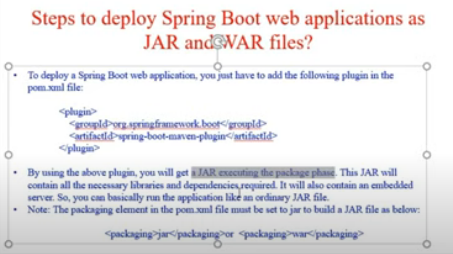 Steps to deploy Spring Boot web applications as
JAR and WAR files?
• To deploy a Spring Boot web application, you just have to add the following plugin in the
pom.xml file:
<plugin>
<groupId>org.springframework.boot</groupId>
<artifactId>spring-boot-maven-plugin</artifactId>
</plugin>
• By using the above plugin, you will get a JAR executing the package phase. This JAR will
contain all the necessary libraries and dependencies required. It will also contain an embedded
server. So, you can basically run the application like an ordinary JAR file.
• Note: The packaging element in the pom.xml file must be set to jar to build a JAR file as below:
<packaging>jar</packaging>or <packaging>war</packaging>